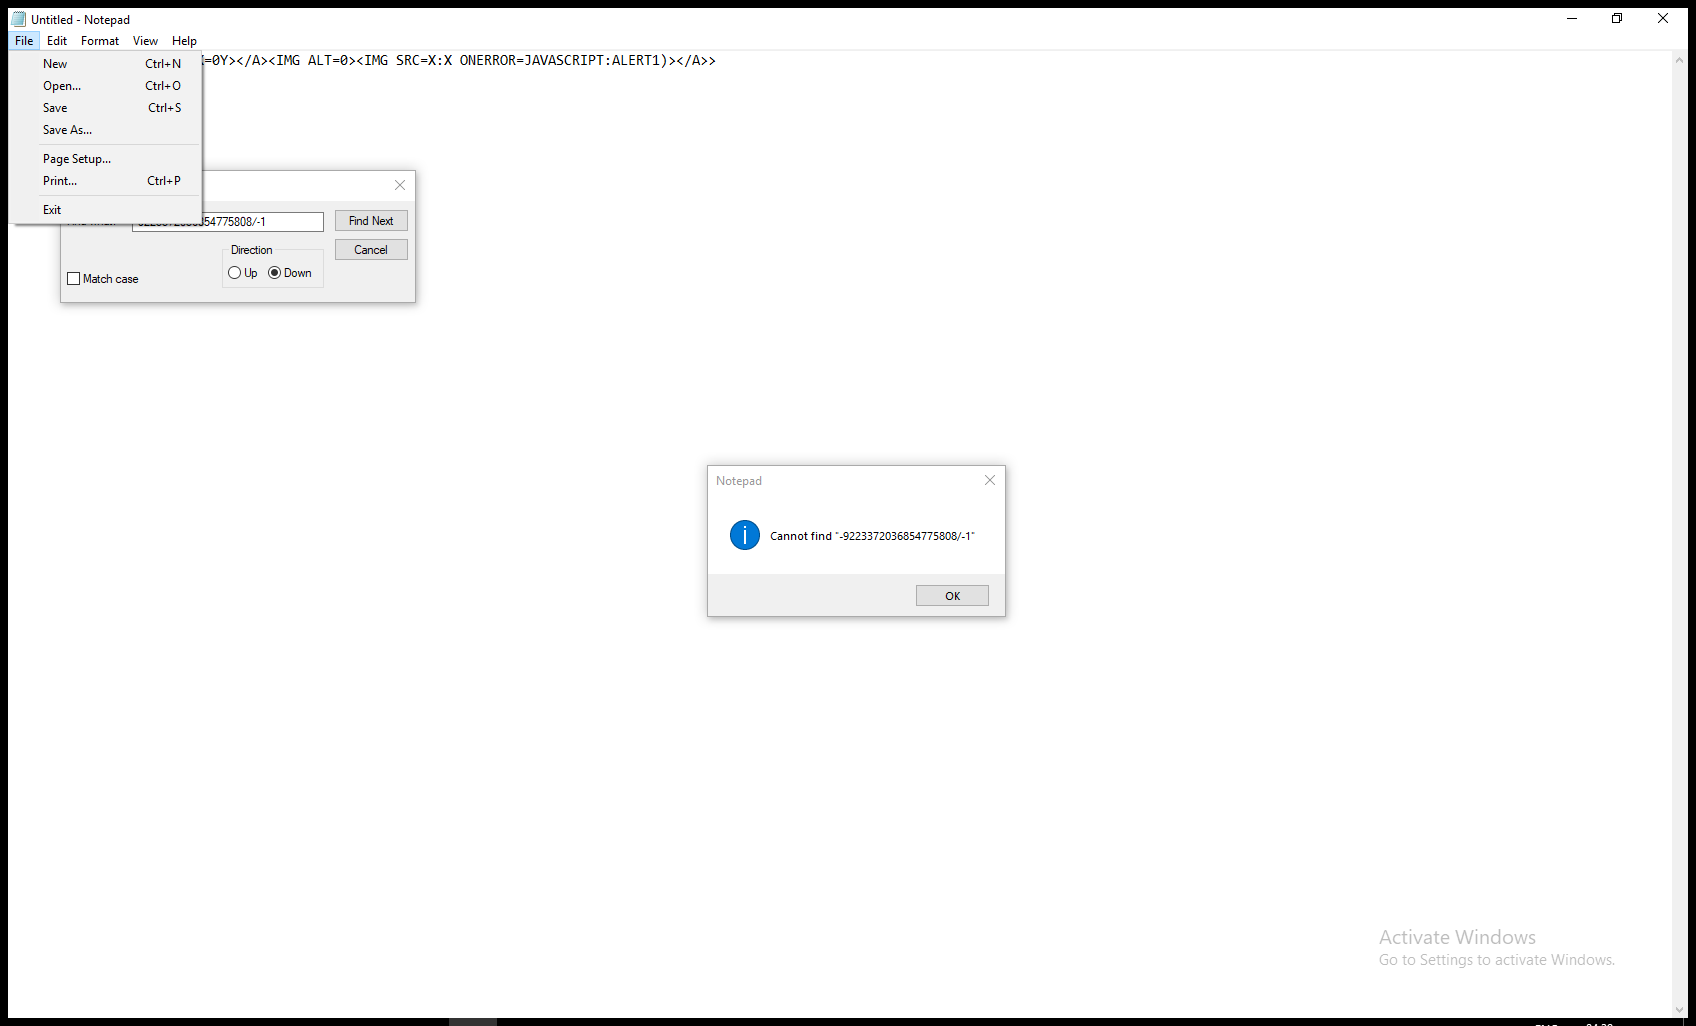 Untitled - Notepad
File Edit Format View Help
=0Y></A><IMG ALT=0><IMG SRC=X:X ONERROR=JAVASCRIPT:ALERT1)></A>>
New Ctrl+N
Open... Ctrl+O
Save Ctrl+S
Save As...
Page Setup...
Print... Ctrl+P
Exit
54775808/-1
Find Next
Direction
Cancel
Up Down
Match case
Notepad
Cannot find "-9223372036854775808/-1"
OK
Activate Windows
Go to Settings to activate Windows.